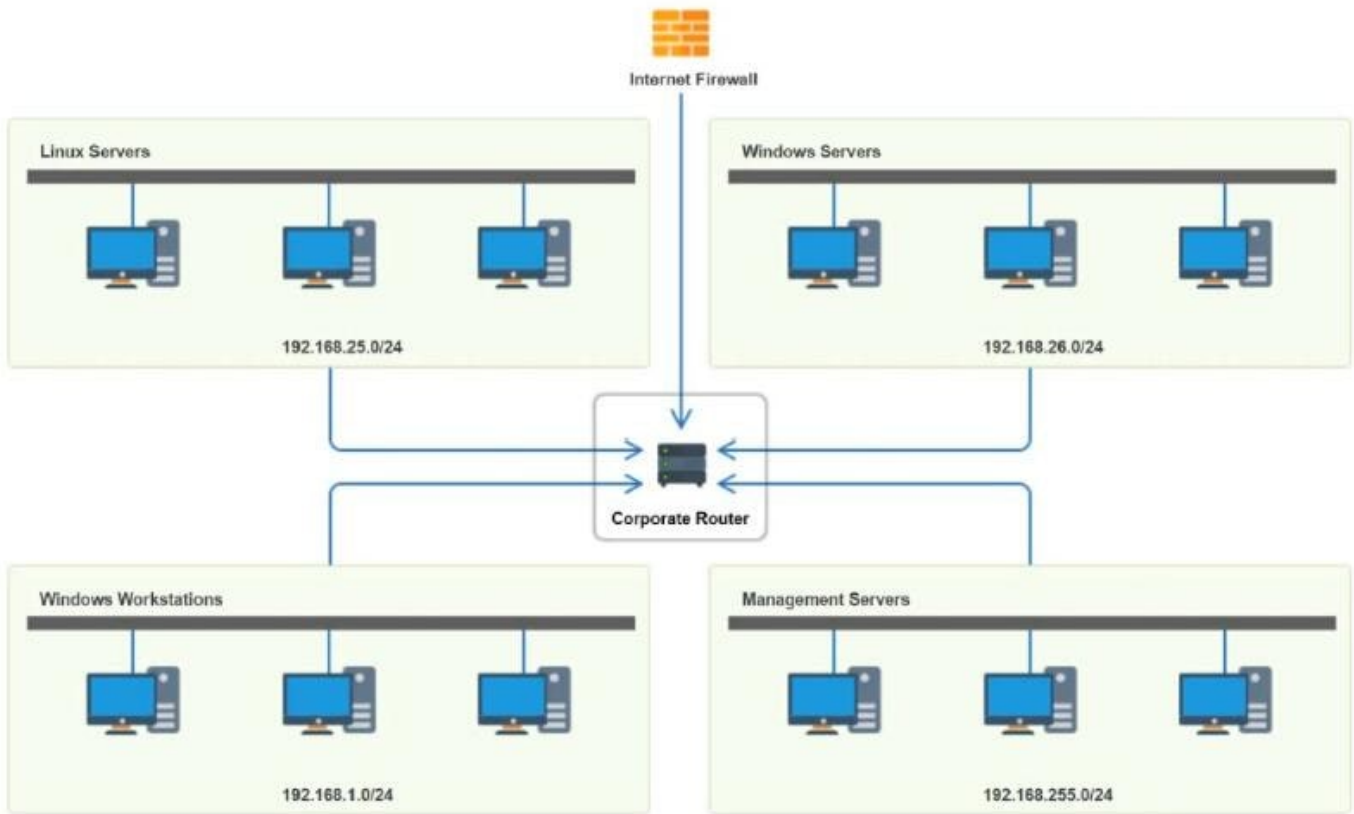 Internet Firewall
Linux Servers
192.168.25.0/24
Windows Servers
192.168.26.0/24
Corporate Router
Windows Workstations
192.168.1.0/24
Management Servers
192.168.255.0/24